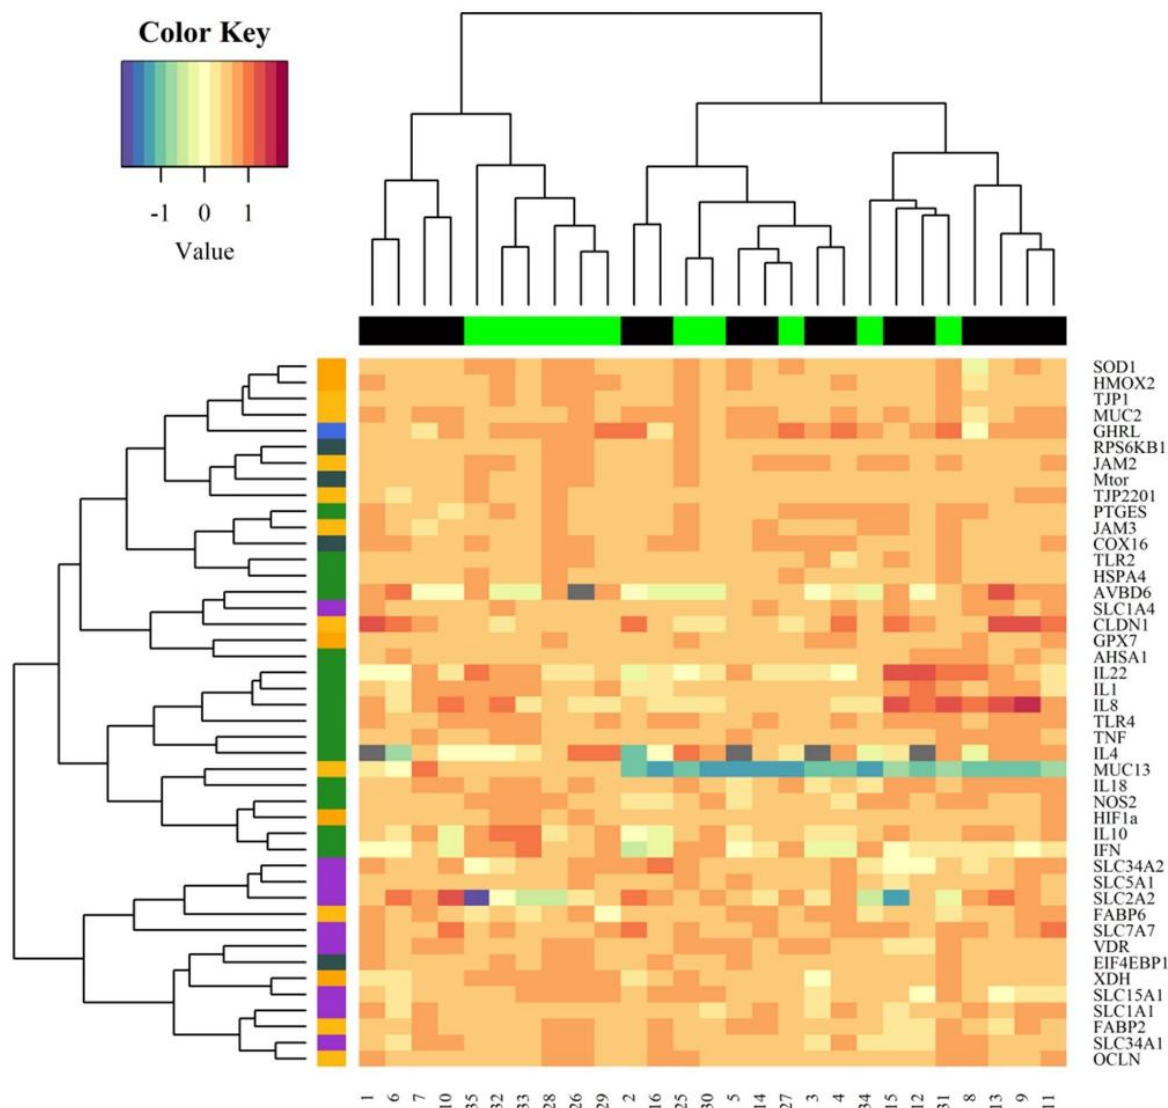 Color Key
-1 0 1
Value
SOD1
HMOX2
TJP1
MUC2
GHRL
RPS6KB1
JAM2
Mtor
TJP2201
PTGES
JAM3
COX16
TLR2
HSPA4
AVBD6
SLC1A4
CLDN1
GPX7
AHSA1
IL22
IL1
IL8
TLR4
TNF
IL4
MUC13
IL18
NOS2
HIF1a
IL10
IFN
SLC34A2
SLC5A1
SLC2A2
FABP6
SLC7A7
VDR
EIF4EBP1
XDH
SLC15A1
SLC1A1
FABP2
SLC34A1
OCLN
1 6 7 10 35 32 33 28 26 29 2 16 25 30 5 14 27 3 4 34 15 12 31 8 13 9 11